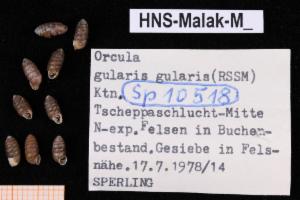 HNS-Malak-M_
Orcula
gularis gularis(RSSM)
Ktn. Sp 10518
Tscheppaschlucht-Mitte
N-exp.Felsen in Buchen-
bestand.Gesiebe in Fels-
nähe.17.7.1978/14
SPERLING